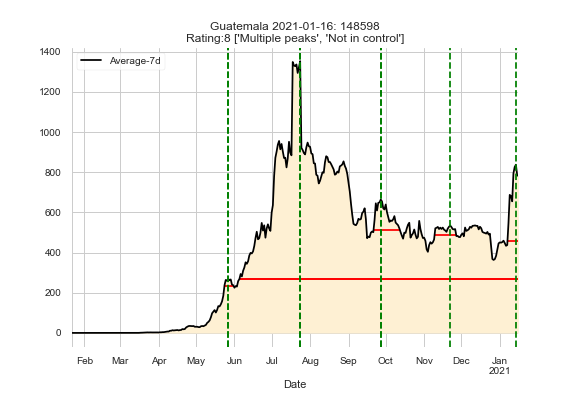 Guatemala 2021-01-16: 148598
Rating:8 ['Multiple peaks', 'Not in control']
Average-7d
1400
1200
1000
800
600
400
200
0
Feb Mar Apr May Jun Jul Aug Sep Oct Nov Dec Jan
2021
Date